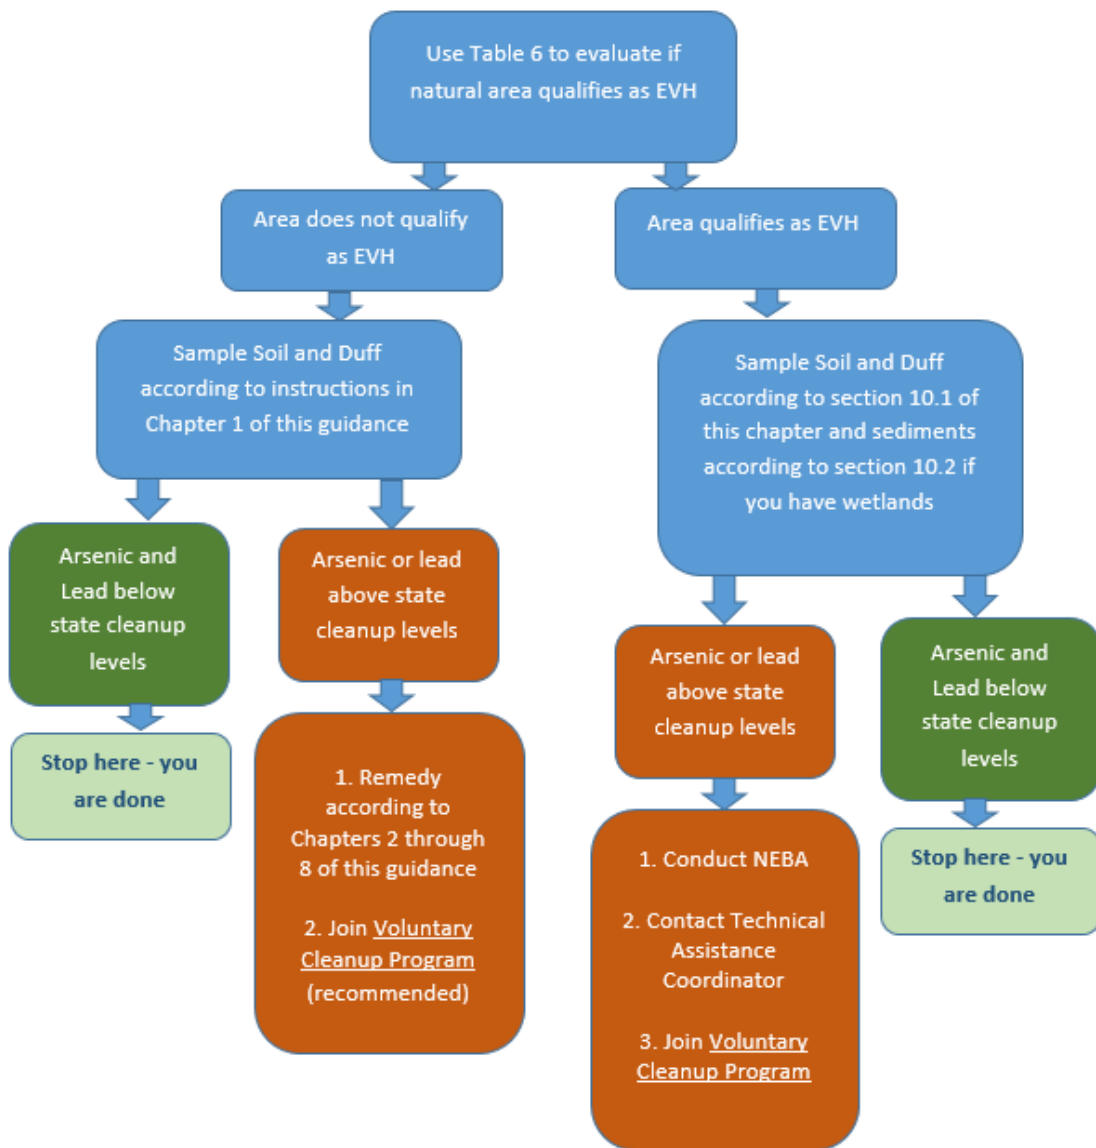 Use Table 6 to evaluate if
natural area qualifies as EVH
Area does not qualify
as EVH
Area qualifies as EVH
Sample Soil and Duff
according to instructions in
Chapter 1 of this guidance
Sample Soil and Duff
according to section 10.1 of
this chapter and sediments
according to section 10.2 if
you have wetlands
Arsenic and
Lead below
state cleanup
levels
Arsenic or lead
above state
cleanup levels
Arsenic or lead
above state
cleanup levels
Arsenic and
Lead below
state cleanup
levels
Stop here - you
are done
1. Remedy
according to
Chapters 2 through
8 of this guidance
2. Join Voluntary
Cleanup Program
(recommended)
1. Conduct NEBA
2. Contact Technical
Assistance
Coordinator
3. Join Voluntary
Cleanup Program
Stop here - you
are done